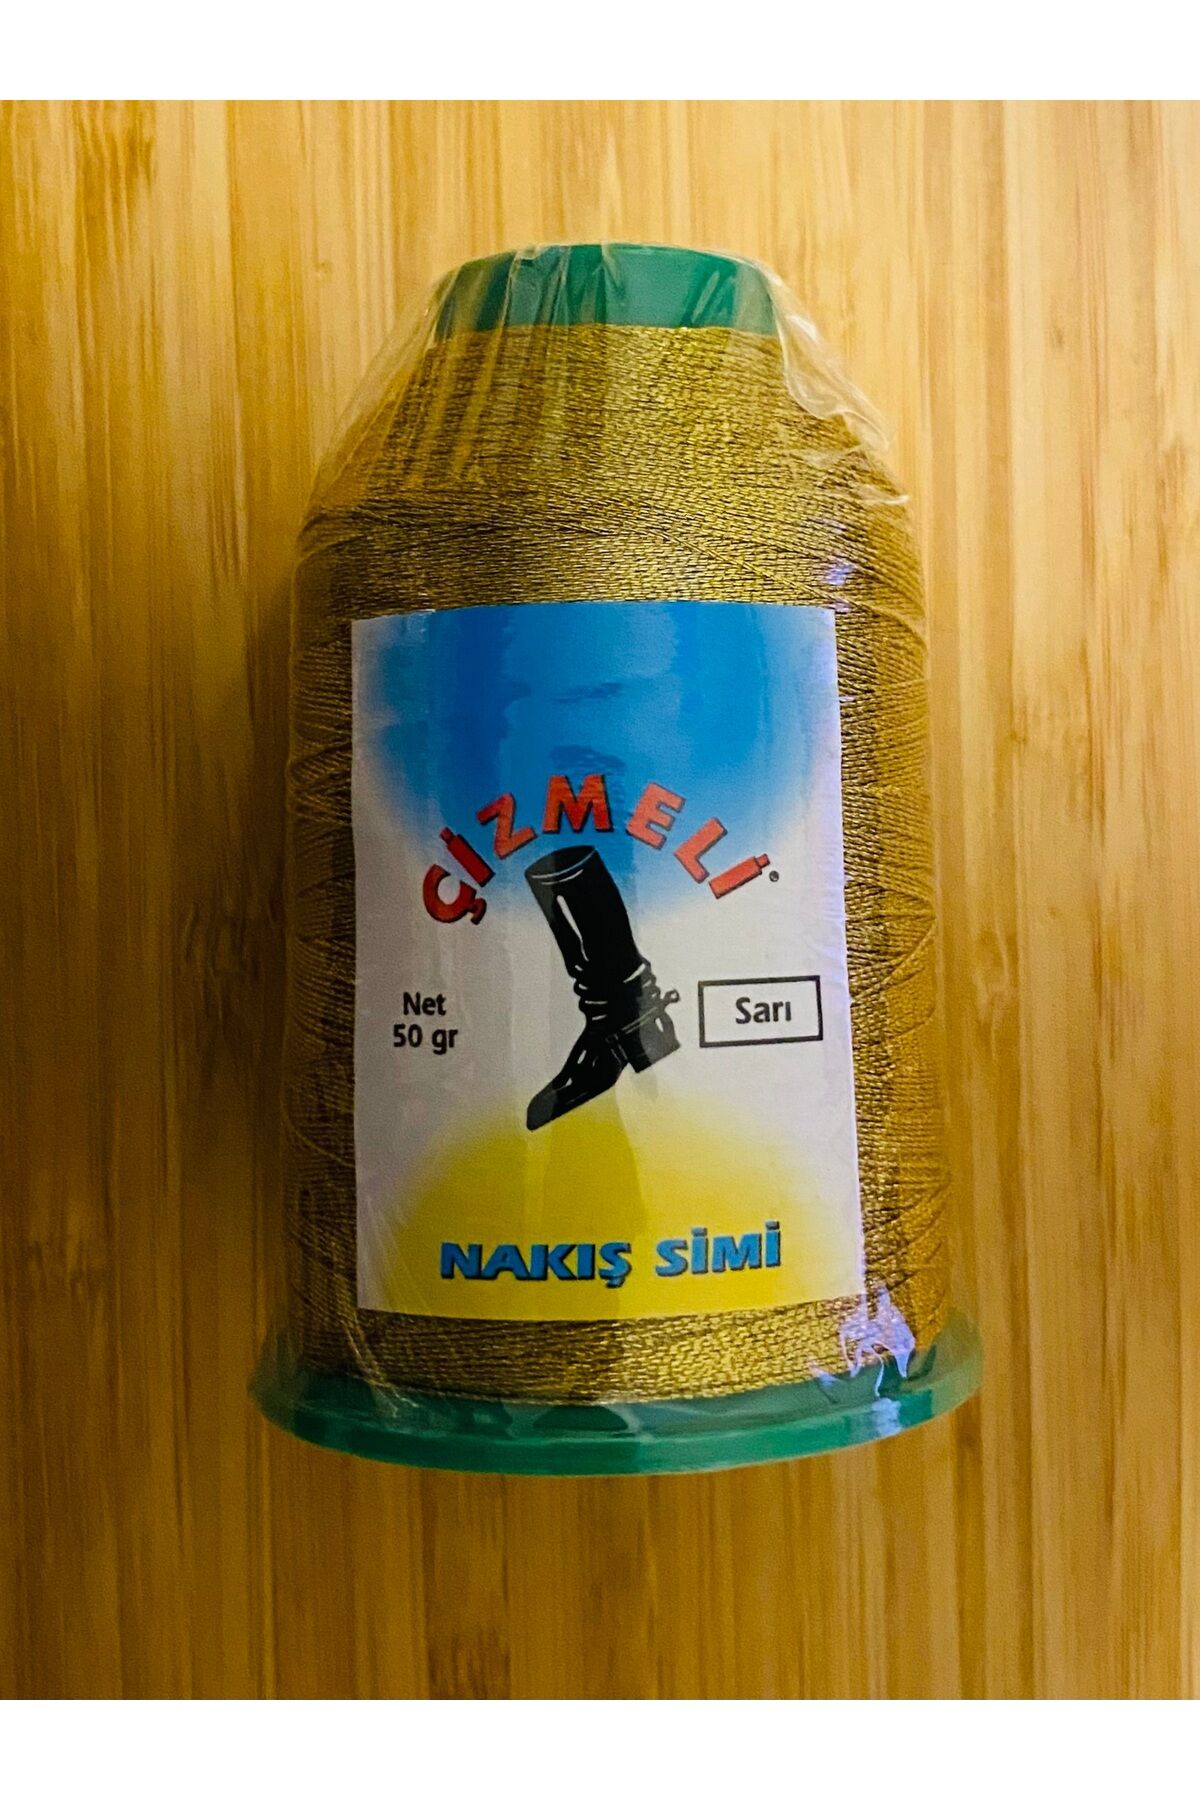 ÇİZMELİ®
Net
50 gr
Sarı
NAKIŞ SİMİ